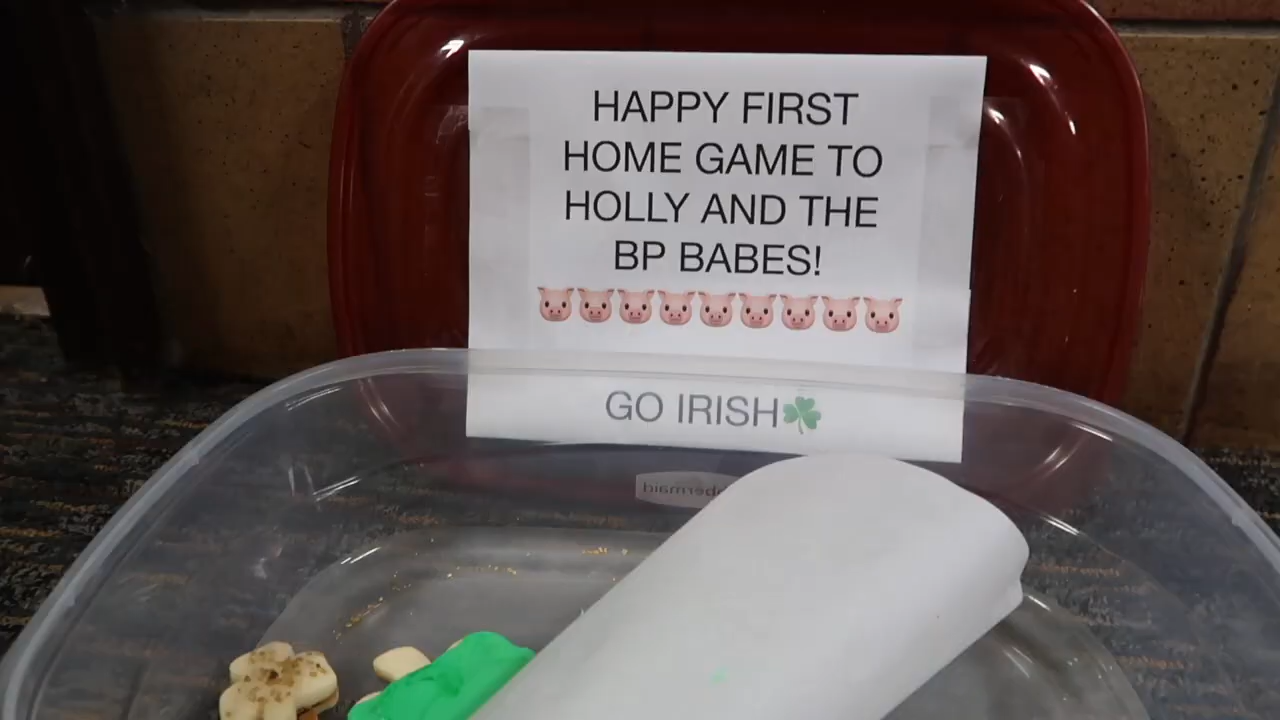 HAPPY FIRST
HOME GAME TO
HOLLY AND THE
BP BABES!
GO IRISH